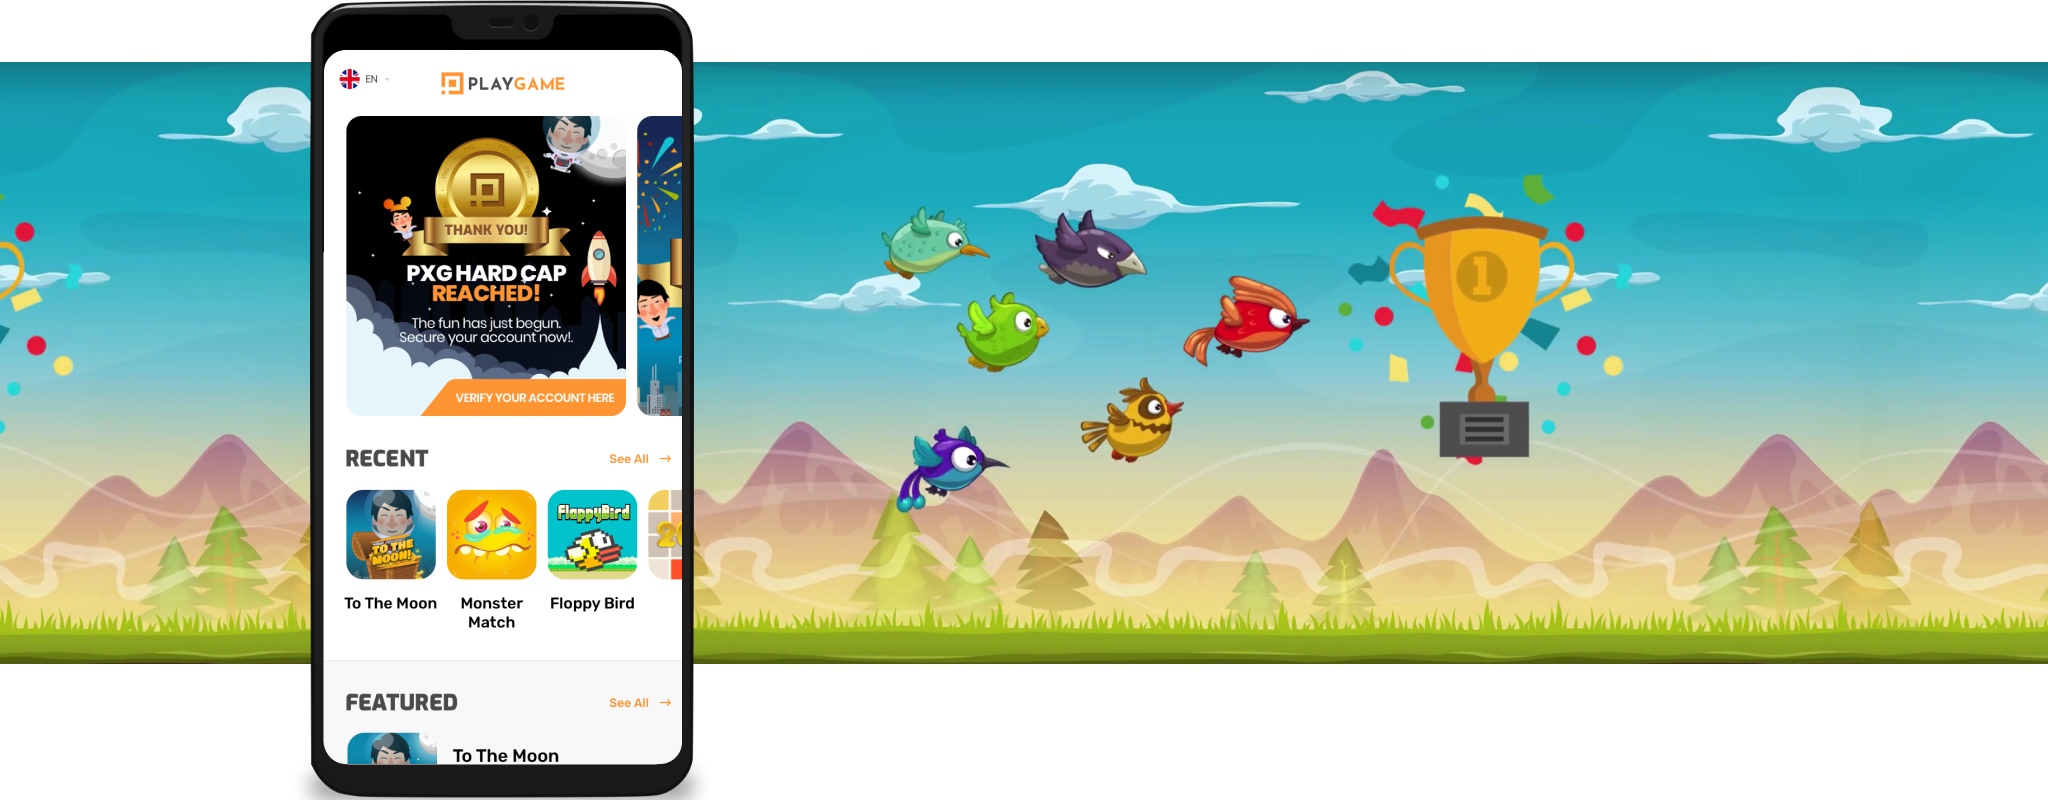 EN
PLAYGAME
THANK YOU!
PXG HARD CAP
REACHED!
The fun has just begun.
Secure your account now!.
VERIFY YOUR ACCOUNT HERE
RECENT
See All →
TO THE
MOON!
FlappyBird
To The Moon
Monster
Match
Floppy Bird
FEATURED
See All →
To The Moon
1